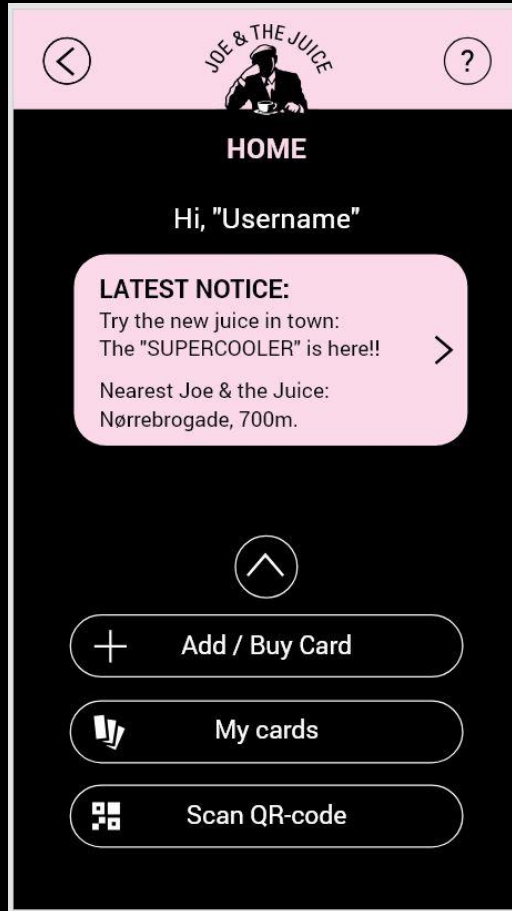 JOE & THE JUICE
?
HOME
Hi, "Username"
LATEST NOTICE:
Try the new juice in town:
The "SUPERCOOLER" is here!!
Nearest Joe & the Juice:
Nørrebrogade, 700m.
Add / Buy Card
My cards
Scan QR-code